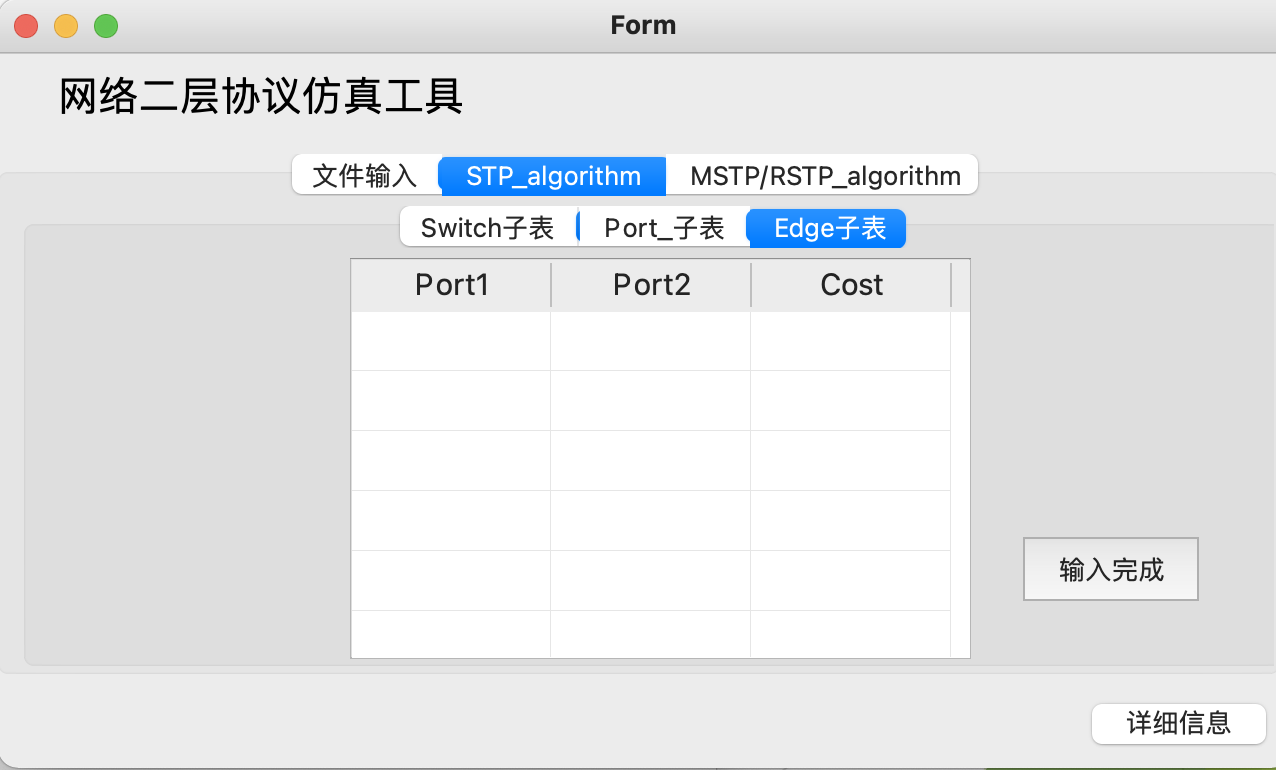 Form
网络二层协议仿真工具
文件输入 STP_algorithm MSTP/RSTP_algorithm
Switch子表 Port_子表 Edge子表
Port1 Port2 Cost
输入完成
详细信息